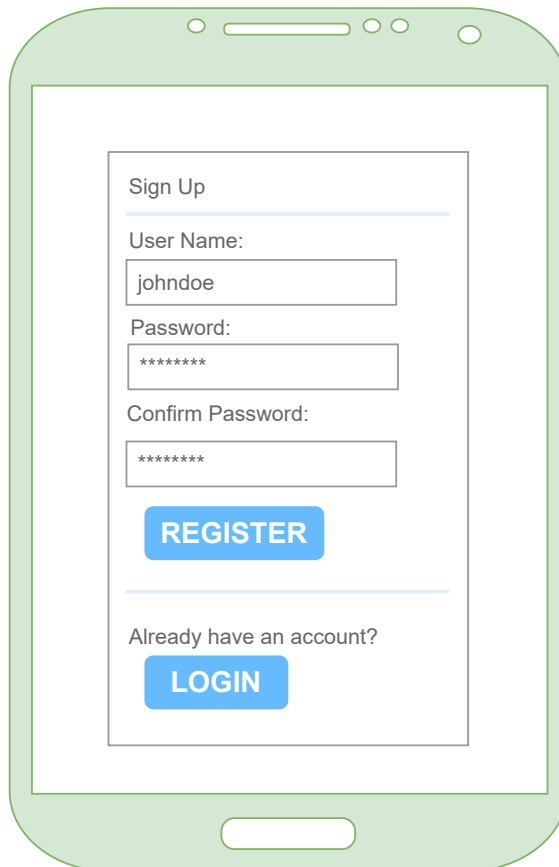 Sign Up
User Name:
johndoe
Password:
********
Confirm Password:
********
REGISTER
Already have an account?
LOGIN